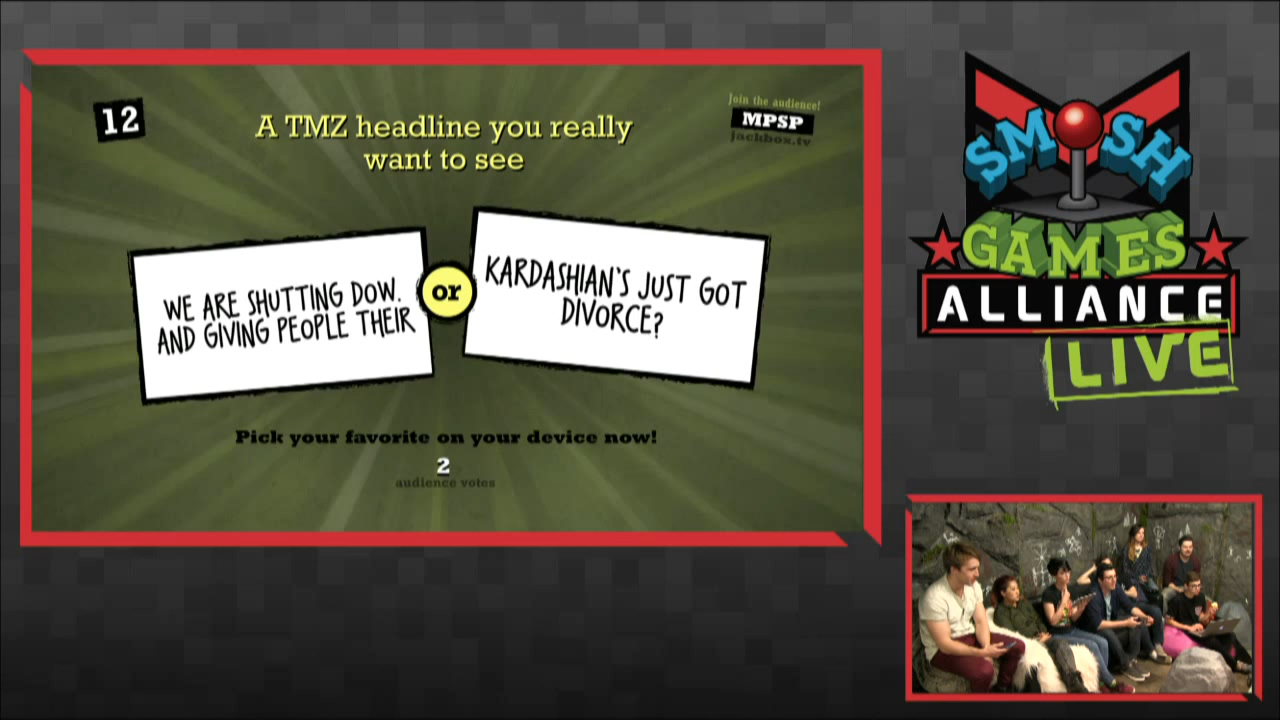 12
A TMZ headline you really
want to see
Join the audience!
MPSP
jackbox.tv
WE ARE SHUTTING DOW.
AND GIVING PEOPLE THEIR
or
KARDASHIAN'S JUST GOT
DIVORCE?
Pick your favorite on your device now!
2
audience votes
SMOSH
GAMES
ALLIANCE
LIVE